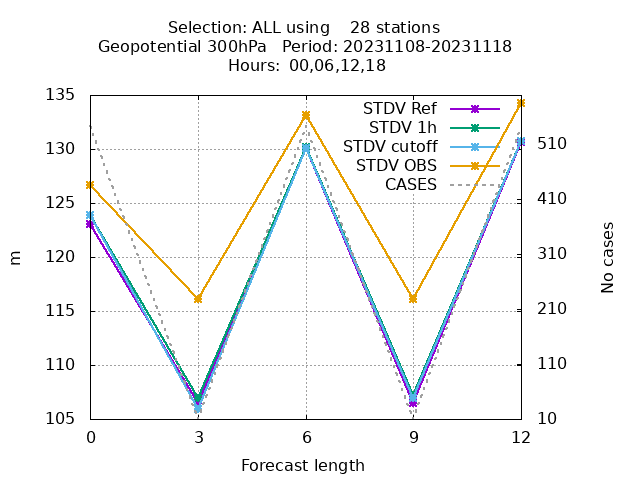 Selection: ALL using    28 stations
Geopotential 300hPa   Period: 20231108-20231118
Hours: 00,06,12,18
STDV Ref
STDV 1h
STDV cutoff
STDV OBS
CASES
135
130
125
120
115
110
105
m
510
410
310
210
110
10
No cases
0 3 6 9 12
Forecast length